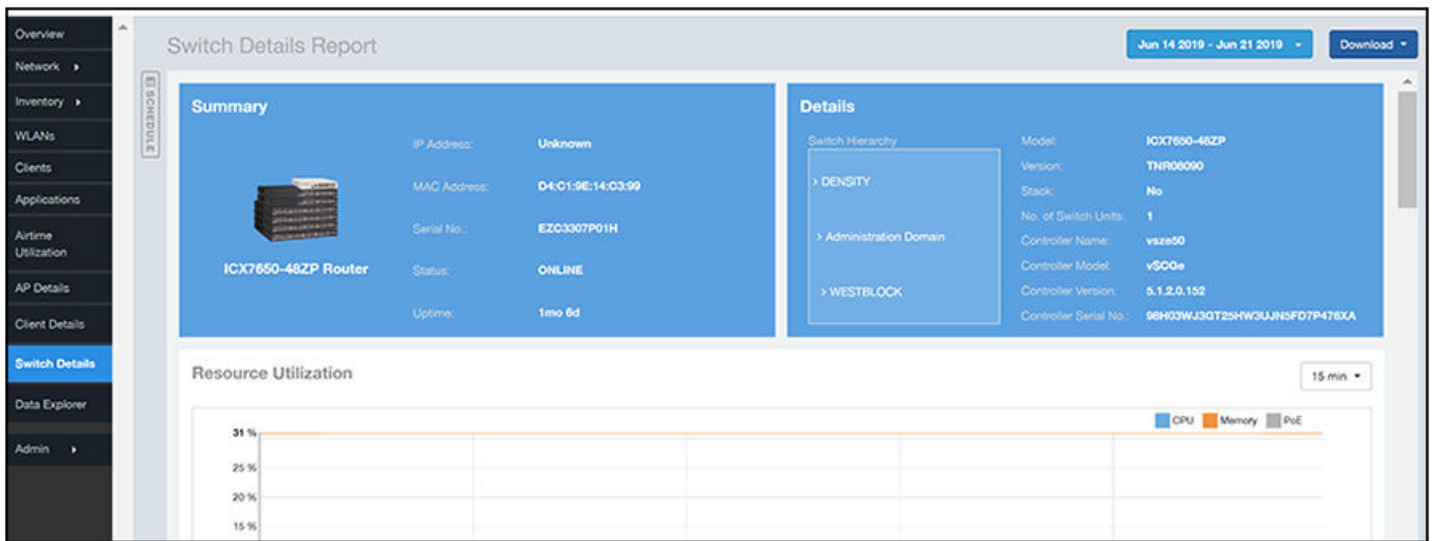 Overview
Network
Inventory
WLANs
Clients
Applications
Airtime
Utilization
AP Details
Client Details
Switch Details
Data Explorer
Admin
SCHEDULE
Switch Details Report
Jun 14 2019 - Jun 21 2019
Download
Summary
ICX7650-48ZP Router
IP Address: Unknown
MAC Address: D4:C1:9E:14:C3:99
Serial No.: EZC3307P01H
Status: ONLINE
Uptime: 1mo 6d
Details
Switch Hierarchy
> DENSITY
> Administration Domain
> WESTBLOCK
Model: ICX7650-48ZP
Version: TNR08090
Stack: No
No. of Switch Units: 1
Controller Name: vsze50
Controller Model: vSCGe
Controller Version: 5.1.2.0.152
Controller Serial No.: 98H03WJ3GT25HW3UJN5FD7P476XA
Resource Utilization
15 min
CPU Memory PoE
31 %
25 %
20 %
15 %